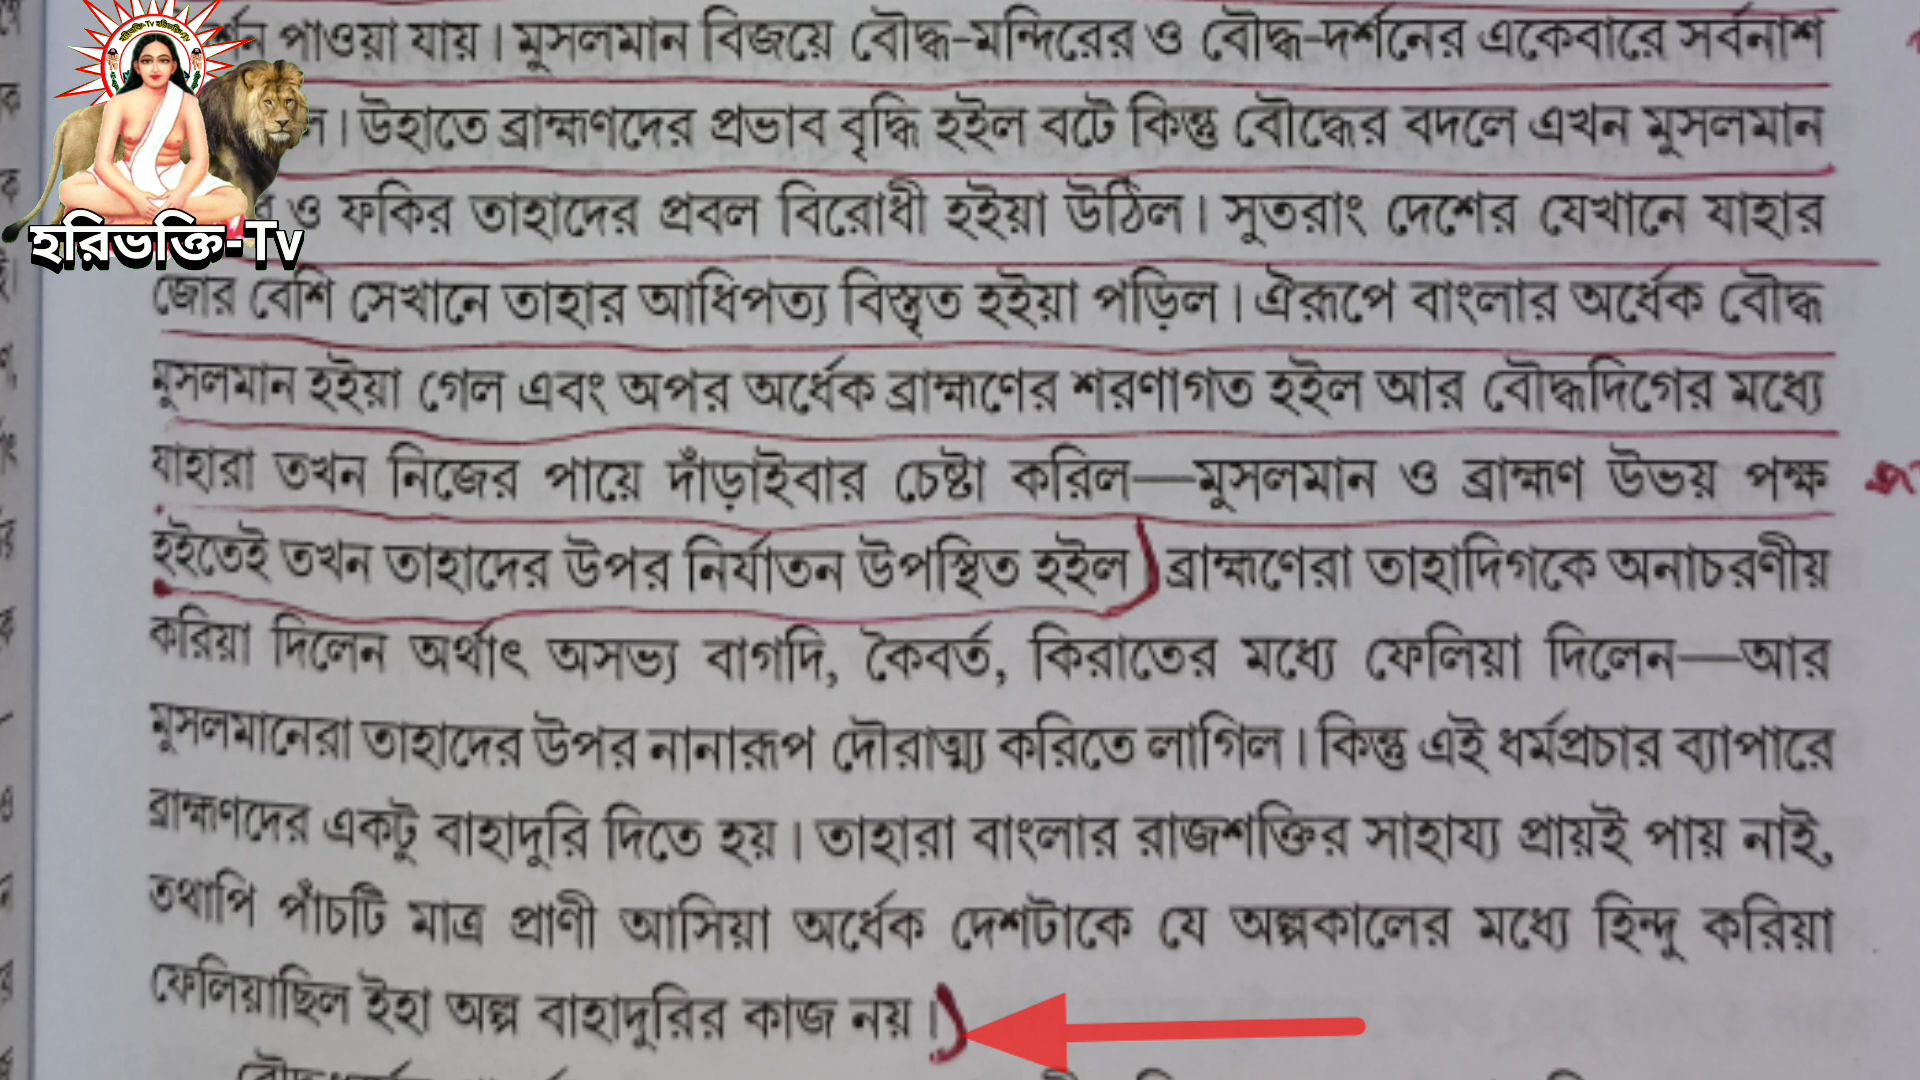 পাওয়া যায়। মুসলমান বিজয়ে বৌদ্ধ-মন্দিরের ও বৌদ্ধ-দর্শনের একেবারে সর্বনাশ
। উহাতে ব্রাহ্মণদের প্রভাব বৃদ্ধি হইল বটে কিন্তু বৌদ্ধের বদলে এখন মুসলমান
ও ফকির তাহাদের প্রবল বিরোধী হইয়া উঠিল। সুতরাং দেশের যেখানে যাহার
হরিভক্তি-Tv
জোর বেশি সেখানে তাহার আধিপত্য বিস্তৃত হইয়া পড়িল। ঐরূপে বাংলার অর্ধেক বৌদ্ধ
মুসলমান হইয়া গেল এবং অপর অর্ধেক ব্রাহ্মণের শরণাগত হইল আর বৌদ্ধদিগের মধ্যে
যাহারা তখন নিজের পায়ে দাঁড়াইবার চেষ্টা করিল—মুসলমান ও ব্রাহ্মণ উভয় পক্ষ
হইতেই তখন তাহাদের উপর নির্যাতন উপস্থিত হইল) ব্রাহ্মণেরা তাহাদিগকে অনাচরণীয়
করিয়া দিলেন অর্থাৎ অসভ্য বাগদি, কৈবর্ত, কিরাতের মধ্যে ফেলিয়া দিলেন—আর
মুসলমানেরা তাহাদের উপর নানারূপ দৌরাত্ম্য করিতে লাগিল। কিন্তু এই ধর্মপ্রচার ব্যাপারে
ব্রাহ্মণদের একটু বাহাদুরি দিতে হয়। তাহারা বাংলার রাজশক্তির সাহায্য প্রায়ই পায় নাই,
তথাপি পাঁচটি মাত্র প্রাণী আসিয়া অর্ধেক দেশটাকে যে অল্পকালের মধ্যে হিন্দু করিয়া
ফেলিয়াছিল ইহা অল্প বাহাদুরির কাজ নয়।)